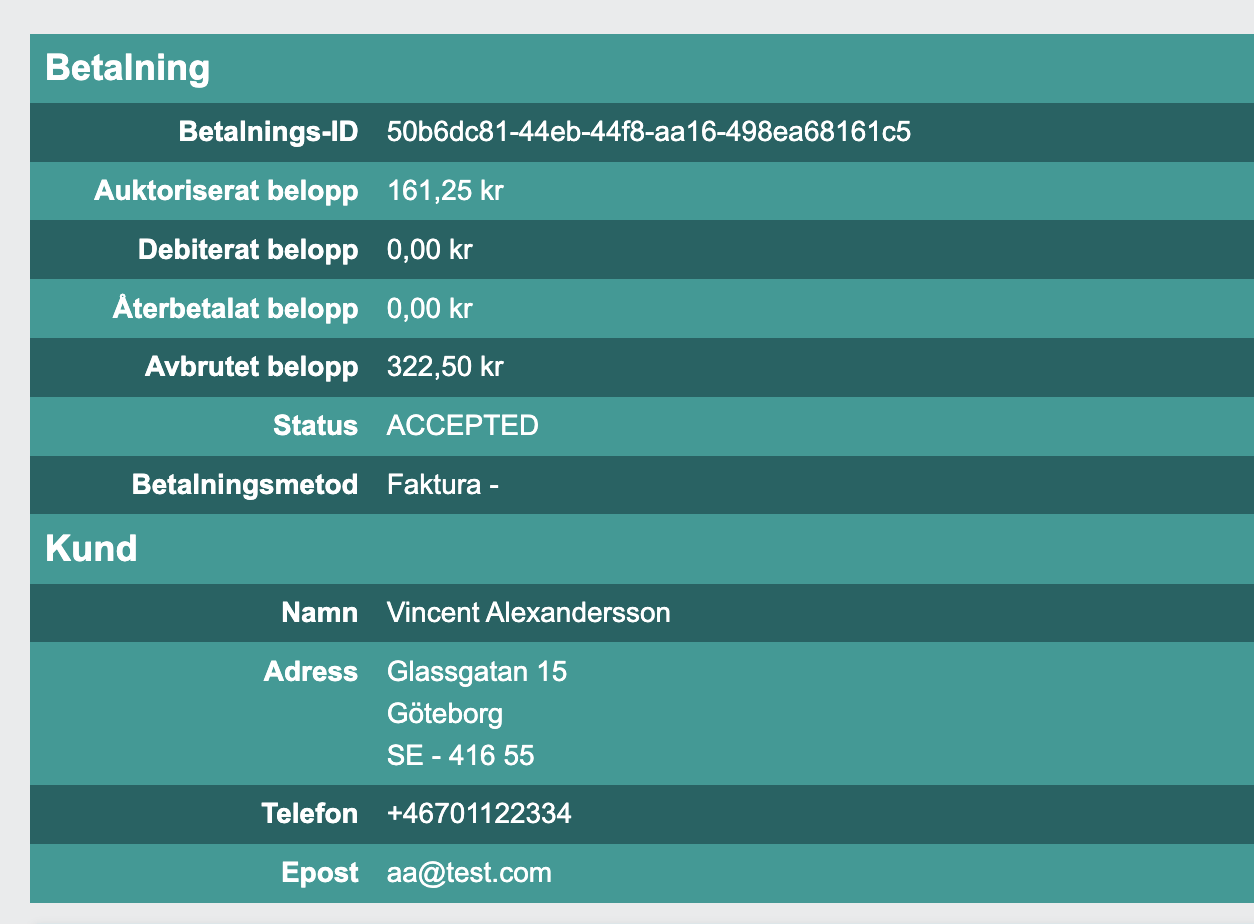 Betalning
Betalnings-ID 50b6dc81-44eb-44f8-aa16-498ea68161c5
Auktoriserat belopp 161,25 kr
Debiterat belopp 0,00 kr
Återbetalat belopp 0,00 kr
Avbrutet belopp 322,50 kr
Status ACCEPTED
Betalningsmetod Faktura -
Kund
Namn Vincent Alexandersson
Adress Glassgatan 15
Göteborg
SE - 416 55
Telefon +46701122334
Epost aa@test.com